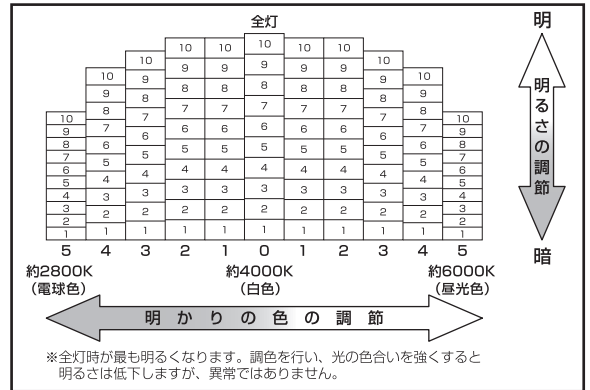 全灯
明
10 10 10 10 10 10 10 10 10 10 10
9 9 9 9 9 9 9 9 9 9 9
8 8 8 8 8 8 8 8 8 8 8
7 7 7 7 7 7 7 7 7 7 7
6 6 6 6 6 6 6 6 6 6 6
5 5 5 5 5 5 5 5 5 5 5
4 4 4 4 4 4 4 4 4 4 4
3 3 3 3 3 3 3 3 3 3 3
2 2 2 2 2 2 2 2 2 2 2
1 1 1 1 1 1 1 1 1 1 1
5 4 3 2 1 0 1 2 3 4 5
明るさの調節
暗
約2800K 約4000K 約6000K
（電球色） （白色） （昼光色）
明かりの色の調節
※全灯時が最も明るくなります。調色を行い、光の色合いを強くすると
明るさは低下しますが、異常ではありません。